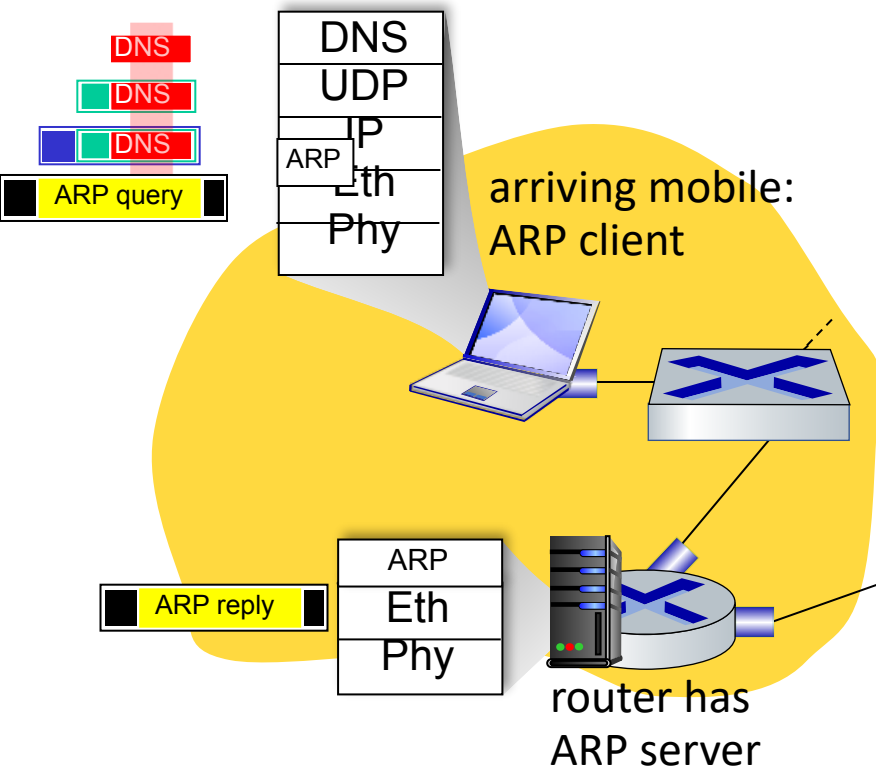 DNS
DNS
DNS
ARP query
DNS
UDP
IP
ARP
Eth
Phy
arriving mobile:
ARP client
ARP reply
ARP
Eth
Phy
router has
ARP server